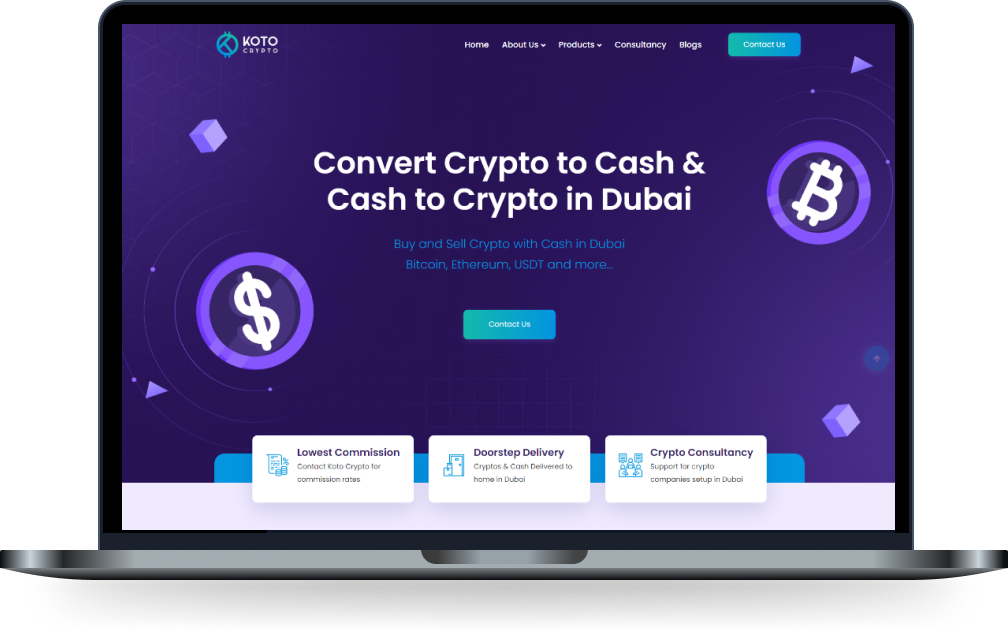 KOTO
CRYPTO
Home About Us Products Consultancy Blogs Contact Us
Convert Crypto to Cash &
Cash to Crypto in Dubai
Buy and Sell Crypto with Cash in Dubai
Bitcoin, Ethereum, USDT and more...
Contact Us
Lowest Commission
Contact Koto Crypto for
commission rates
Doorstep Delivery
Cryptos & Cash Delivered to
home in Dubai
Crypto Consultancy
Support for crypto
companies setup in Dubai